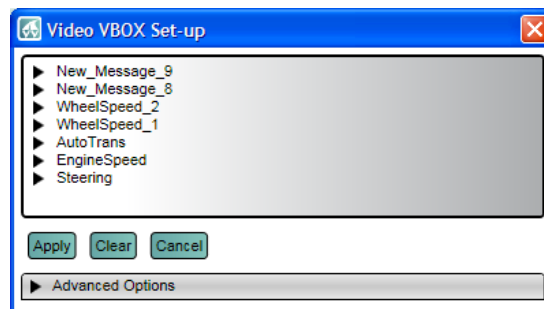 Video VBOX Set-up
New_Message_9
New_Message_8
WheelSpeed_2
WheelSpeed_1
AutoTrans
EngineSpeed
Steering
Apply Clear Cancel
Advanced Options